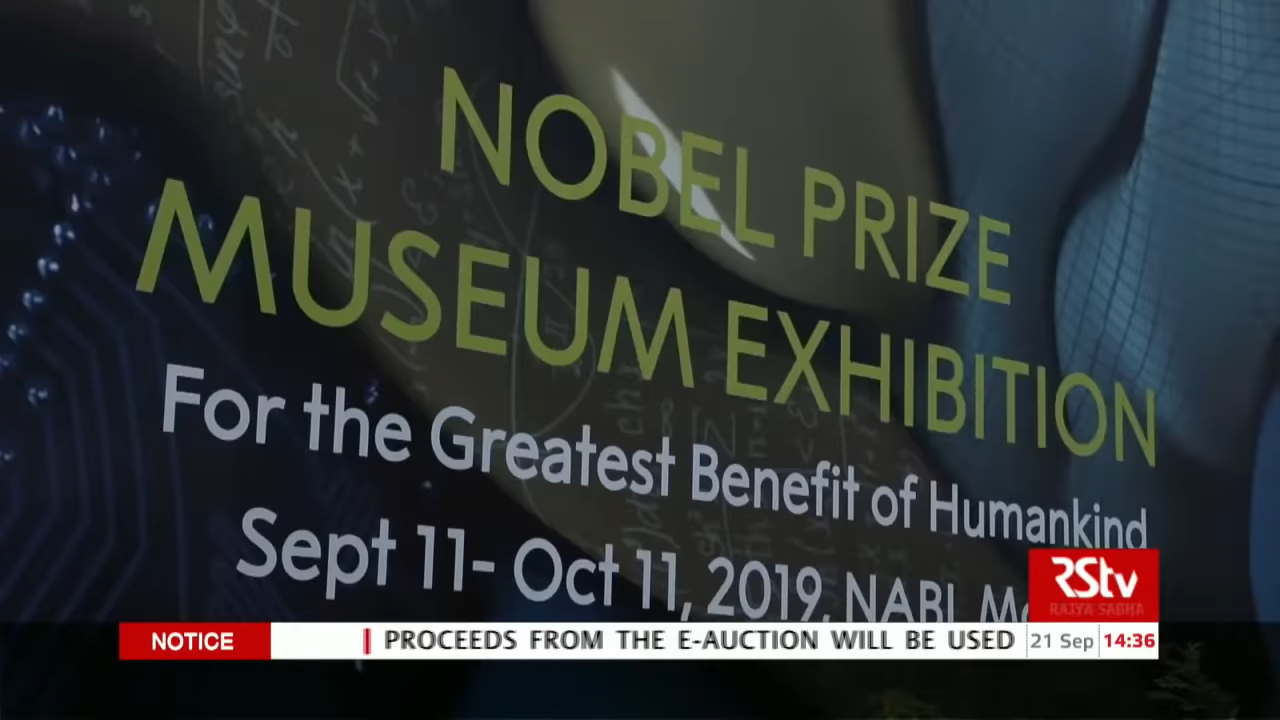 NOBEL PRIZE
MUSEUM EXHIBITION
For the Greatest Benefit of Humankind
Sept 11- Oct 11, 2019, NABI,
RStv
RAJYA SABHA
NOTICE
PROCEEDS FROM THE E-AUCTION WILL BE USED
21 Sep 14:36